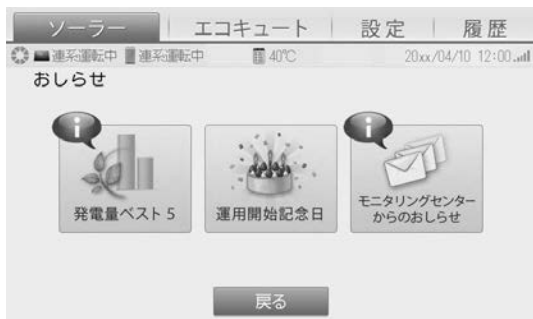 ソーラー エコキュート 設定 履歴
連系運転中 連系運転中 40℃ 20xx/04/10 12:00
おしらせ
発電量ベスト5
運用開始記念日
モニタリングセンター
からのおしらせ
戻る